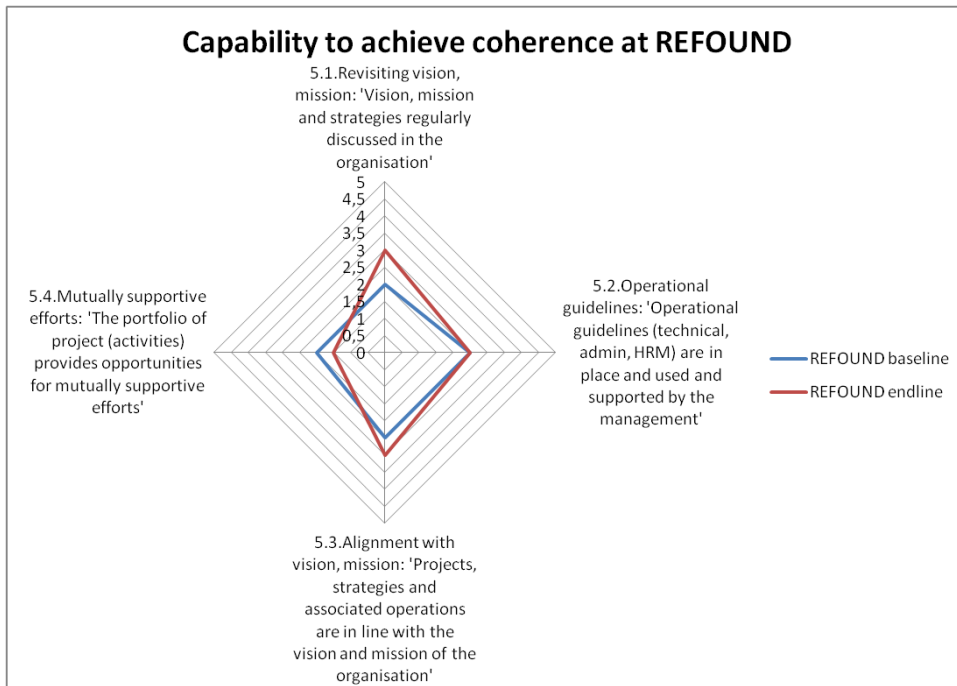 Capability to achieve coherence at REFOUND
5.1.Revisiting vision,
mission: 'Vision, mission
and strategies regularly
discussed in the
organisation'
5
4,5
4
3,5
3
2,5
2
1,5
1
0,5
0
5.2.Operational
guidelines: 'Operational
guidelines (technical,
admin, HRM) are in
place and used and
supported by the
management'
5.3.Alignment with
vision, mission: 'Projects,
strategies and
associated operations
are in line with the
vision and mission of the
organisation'
5.4.Mutually supportive
efforts: 'The portfolio of
project (activities)
provides opportunities
for mutually supportive
efforts'
REFOUND baseline
REFOUND endline